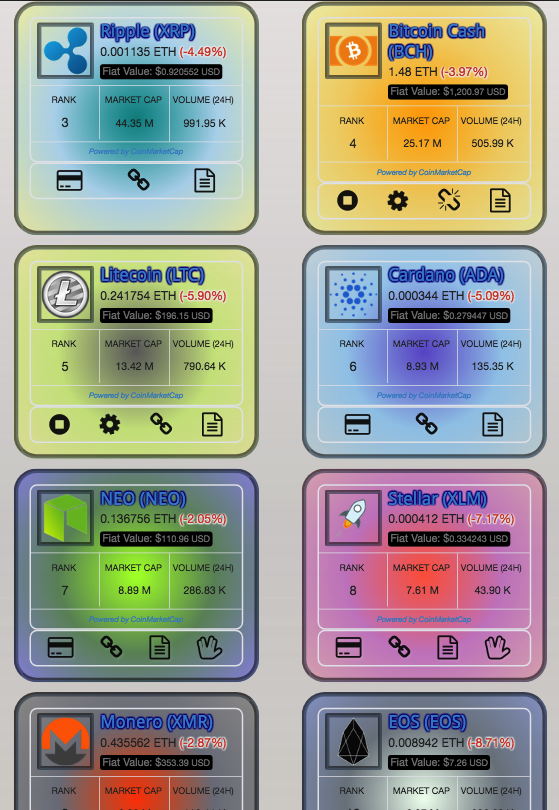 Ripple (XRP)
0.001135 ETH (-4.49%)
Fiat Value: $0.920552 USD
RANK MARKET CAP VOLUME (24H)
3 44.35 M 991.95 K
Powered by CoinMarketCap
Bitcoin Cash
(BCH)
1.48 ETH (-3.97%)
Fiat Value: $1,200.97 USD
RANK MARKET CAP VOLUME (24H)
4 25.17 M 505.99 K
Powered by CoinMarketCap
Litecoin (LTC)
0.241754 ETH (-5.90%)
Fiat Value: $196.15 USD
RANK MARKET CAP VOLUME (24H)
5 13.42 M 790.64 K
Powered by CoinMarketCap
Cardano (ADA)
0.000344 ETH (-5.09%)
Fiat Value: $0.279447 USD
RANK MARKET CAP VOLUME (24H)
6 8.93 M 135.35 K
Powered by CoinMarketCap
NEO (NEO)
0.136756 ETH (-2.05%)
Fiat Value: $110.96 USD
RANK MARKET CAP VOLUME (24H)
7 8.89 M 286.83 K
Powered by CoinMarketCap
Stellar (XLM)
0.000412 ETH (-7.17%)
Fiat Value: $0.334243 USD
RANK MARKET CAP VOLUME (24H)
8 7.61 M 43.90 K
Powered by CoinMarketCap
Monero (XMR)
0.435562 ETH (-2.87%)
Fiat Value: $353.39 USD
RANK MARKET CAP VOLUME (24H)
EOS (EOS)
0.008942 ETH (-8.71%)
Fiat Value: $7.26 USD
RANK MARKET CAP VOLUME (24H)